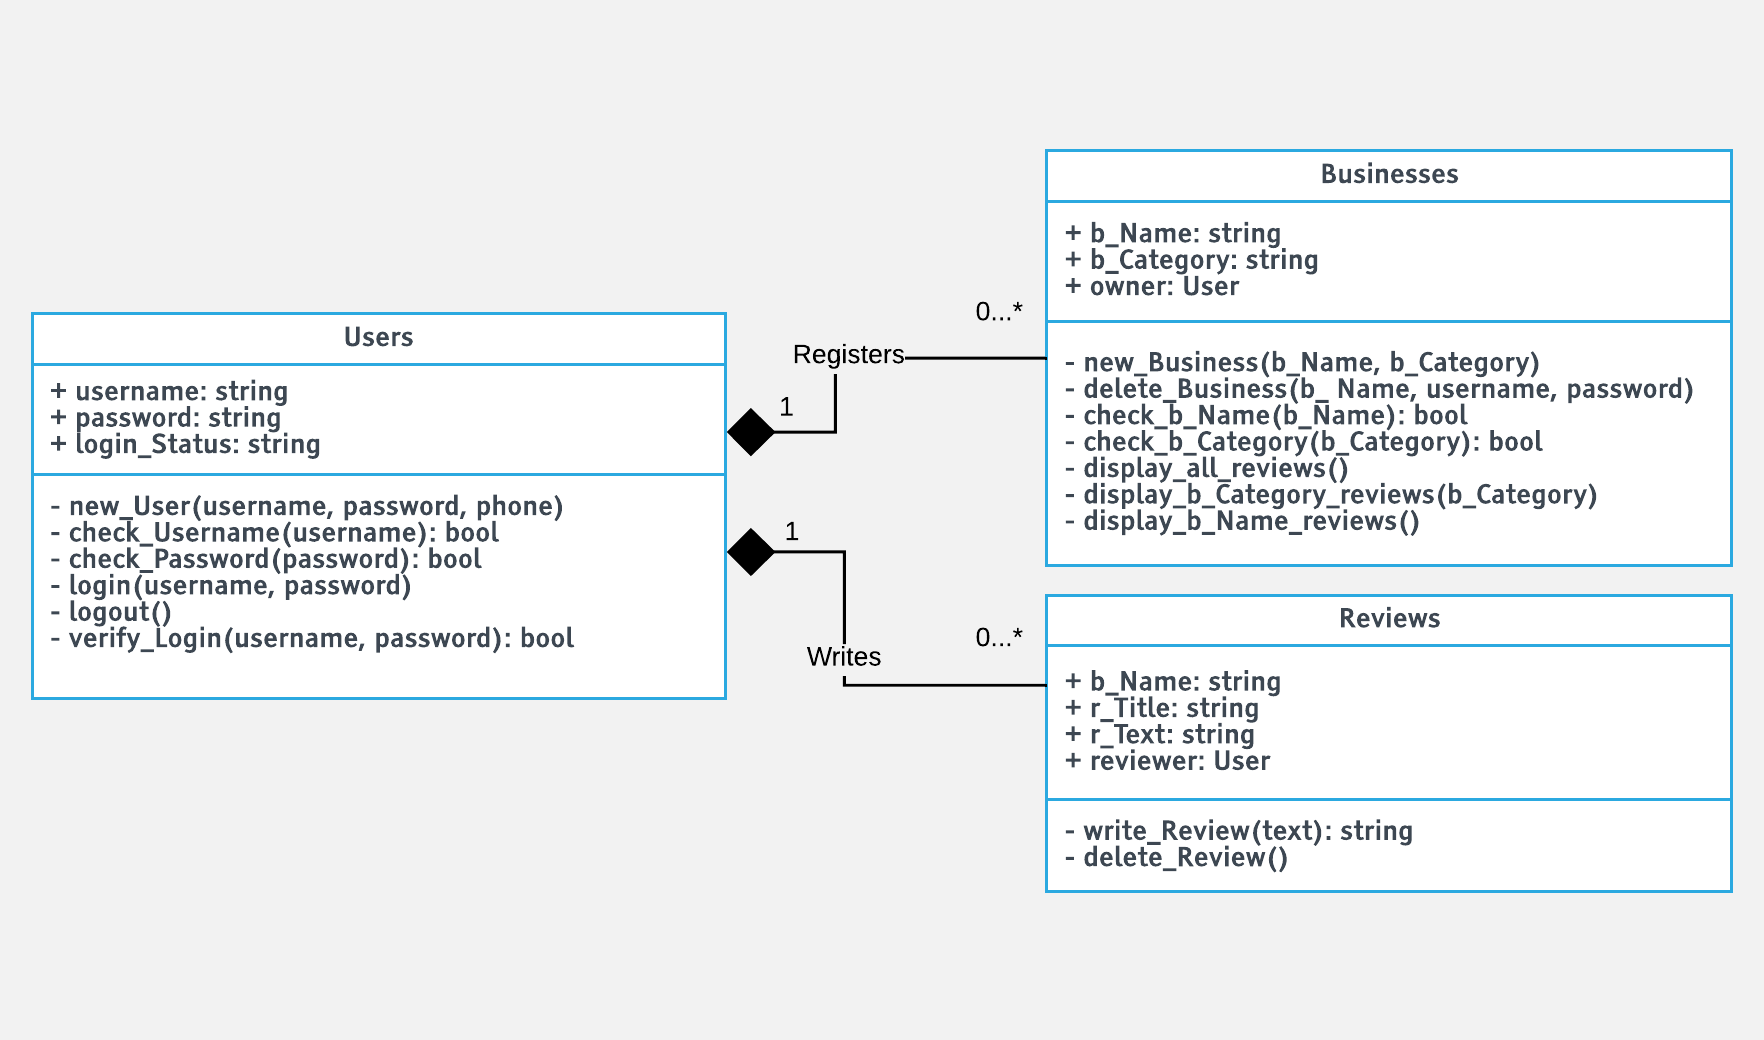 Users
+ username: string
+ password: string
+ login_Status: string
- new_User(username, password, phone)
- check_Username(username): bool
- check_Password(password): bool
- login(username, password)
- logout()
- verify_Login(username, password): bool
Registers
1
0...*
1
Writes
0...*
Businesses
+ b_Name: string
+ b_Category: string
+ owner: User
- new_Business(b_Name, b_Category)
- delete_Business(b_ Name, username, password)
- check_b_Name(b_Name): bool
- check_b_Category(b_Category): bool
- display_all_reviews()
- display_b_Category_reviews(b_Category)
- display_b_Name_reviews()
Reviews
+ b_Name: string
+ r_Title: string
+ r_Text: string
+ reviewer: User
- write_Review(text): string
- delete_Review()